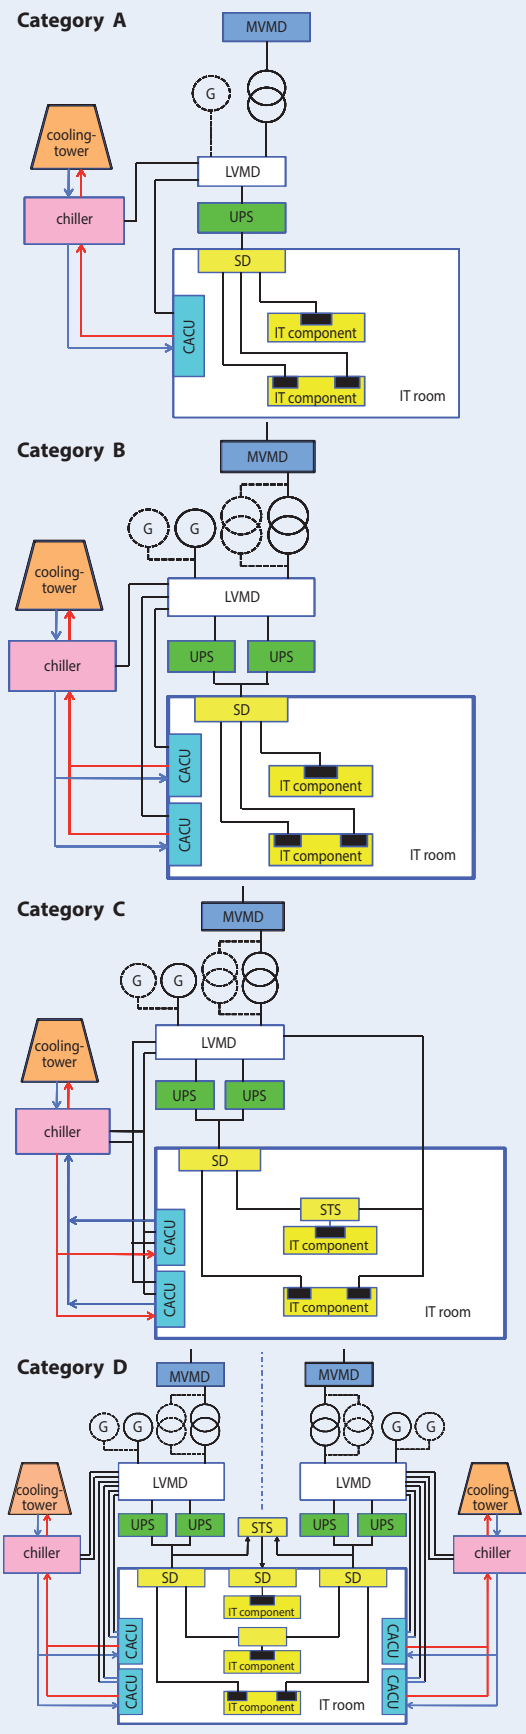 Category A
MVMD
G
cooling-
tower
LVMD
chiller
UPS
SD
CACU
IT component
IT component
IT room
Category B
MVMD
G
G
cooling-
tower
LVMD
chiller
UPS
UPS
SD
CACU
IT component
CACU
IT component
IT room
Category C
MVMD
G
G
LVMD
cooling-
tower
UPS
UPS
chiller
SD
STS
CACU
IT component
CACU
IT component
IT room
Category D
MVMD
MVMD
G
G
G
G
LVMD
LVMD
cooling-
tower
cooling-
tower
UPS
UPS
STS
UPS
UPS
chiller
chiller
SD
SD
SD
IT component
CACU
CACU
IT component
CACU
CACU
IT component
IT room